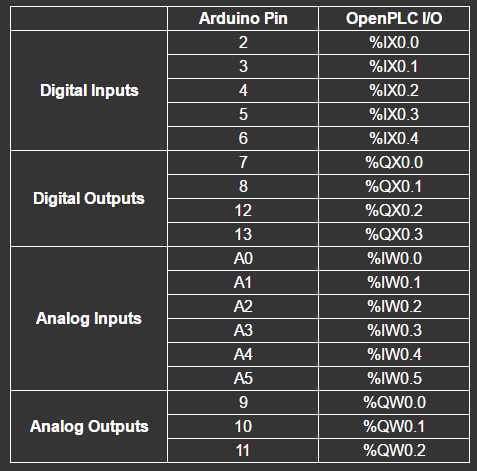 Arduino Pin OpenPLC I/O
Digital Inputs
2 %IX0.0
3 %IX0.1
4 %IX0.2
5 %IX0.3
6 %IX0.4
Digital Outputs
7 %QX0.0
8 %QX0.1
12 %QX0.2
13 %QX0.3
Analog Inputs
A0 %IW0.0
A1 %IW0.1
A2 %IW0.2
A3 %IW0.3
A4 %IW0.4
A5 %IW0.5
Analog Outputs
9 %QW0.0
10 %QW0.1
11 %QW0.2